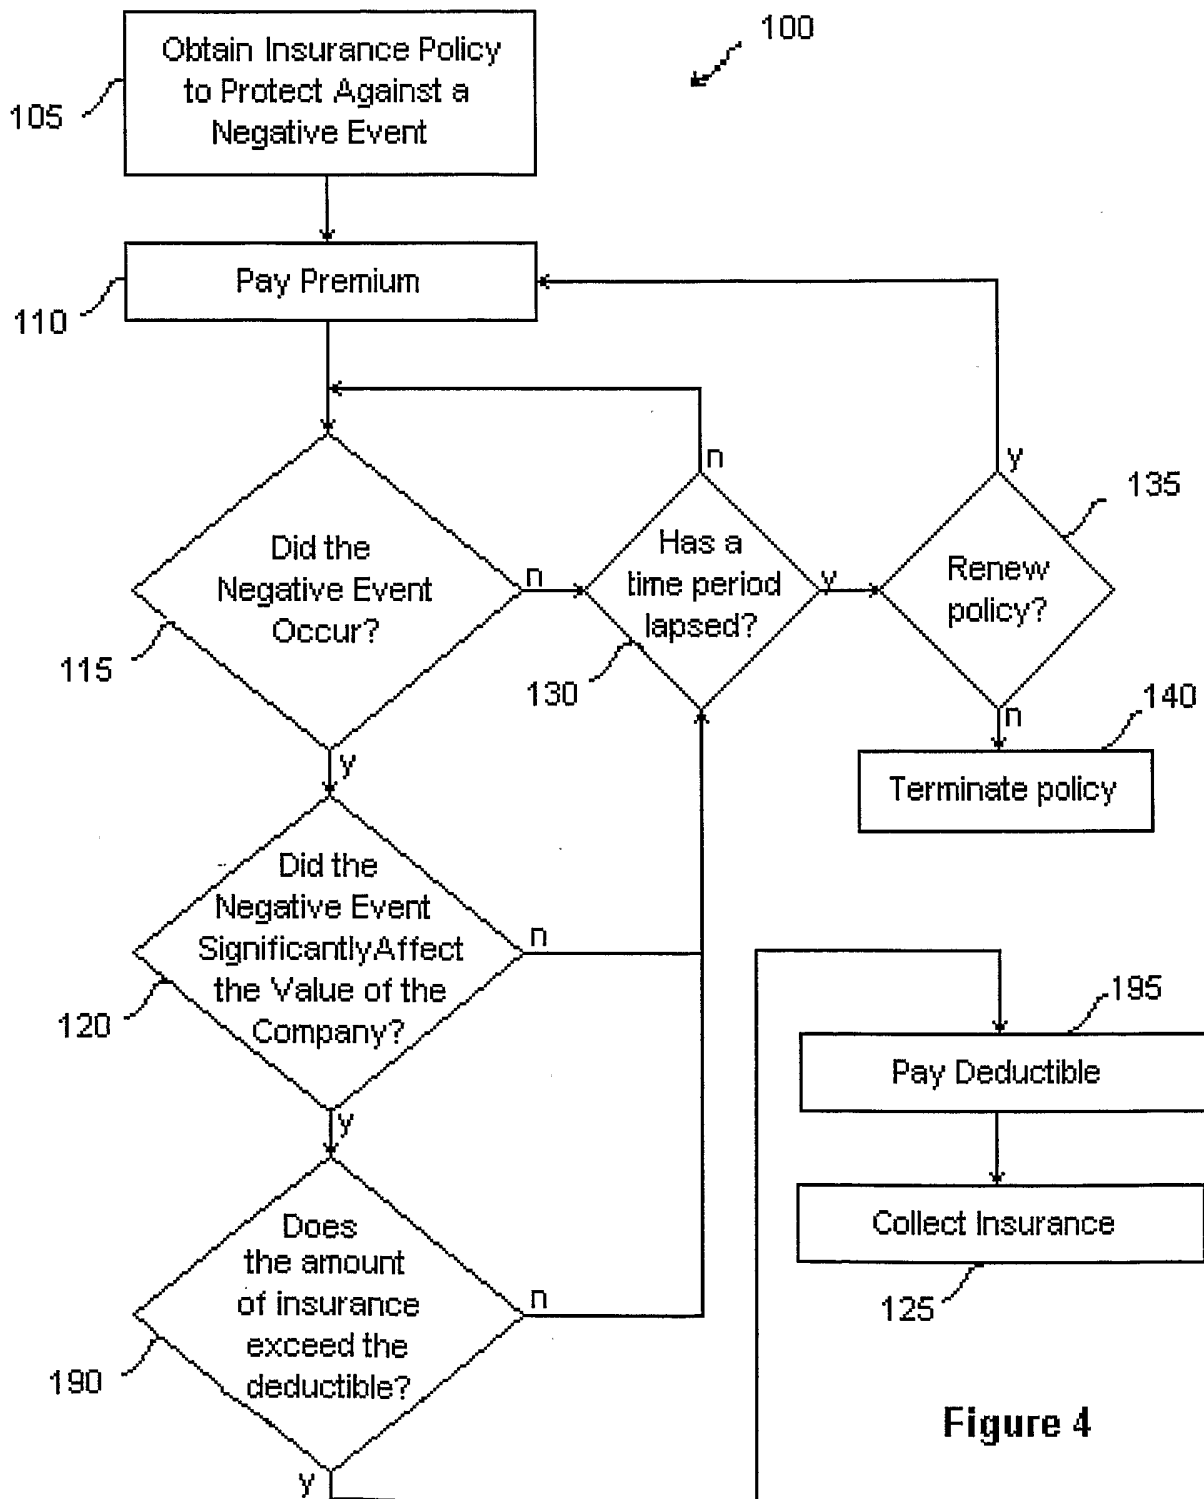 100
Obtain Insurance Policy
to Protect Against a
Negative Event
105
Pay Premium
110
n
y
135
Did the
Negative Event
Occur?
n
115
Has a
time period
lapsed?
y
130
Renew
policy?
n
140
Terminate policy
y
Did the
Negative Event
SignificantlyAffect
the Value of the
Company?
n
120
y
195
Pay Deductible
Collect Insurance
125
Does
the amount
of insurance
exceed the
deductible?
n
190
y
Figure 4